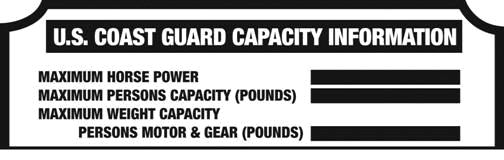 U.S. COAST GUARD CAPACITY INFORMATION
MAXIMUM HORSE POWER
MAXIMUM PERSONS CAPACITY (POUNDS)
MAXIMUM WEIGHT CAPACITY
PERSONS MOTOR & GEAR (POUNDS)